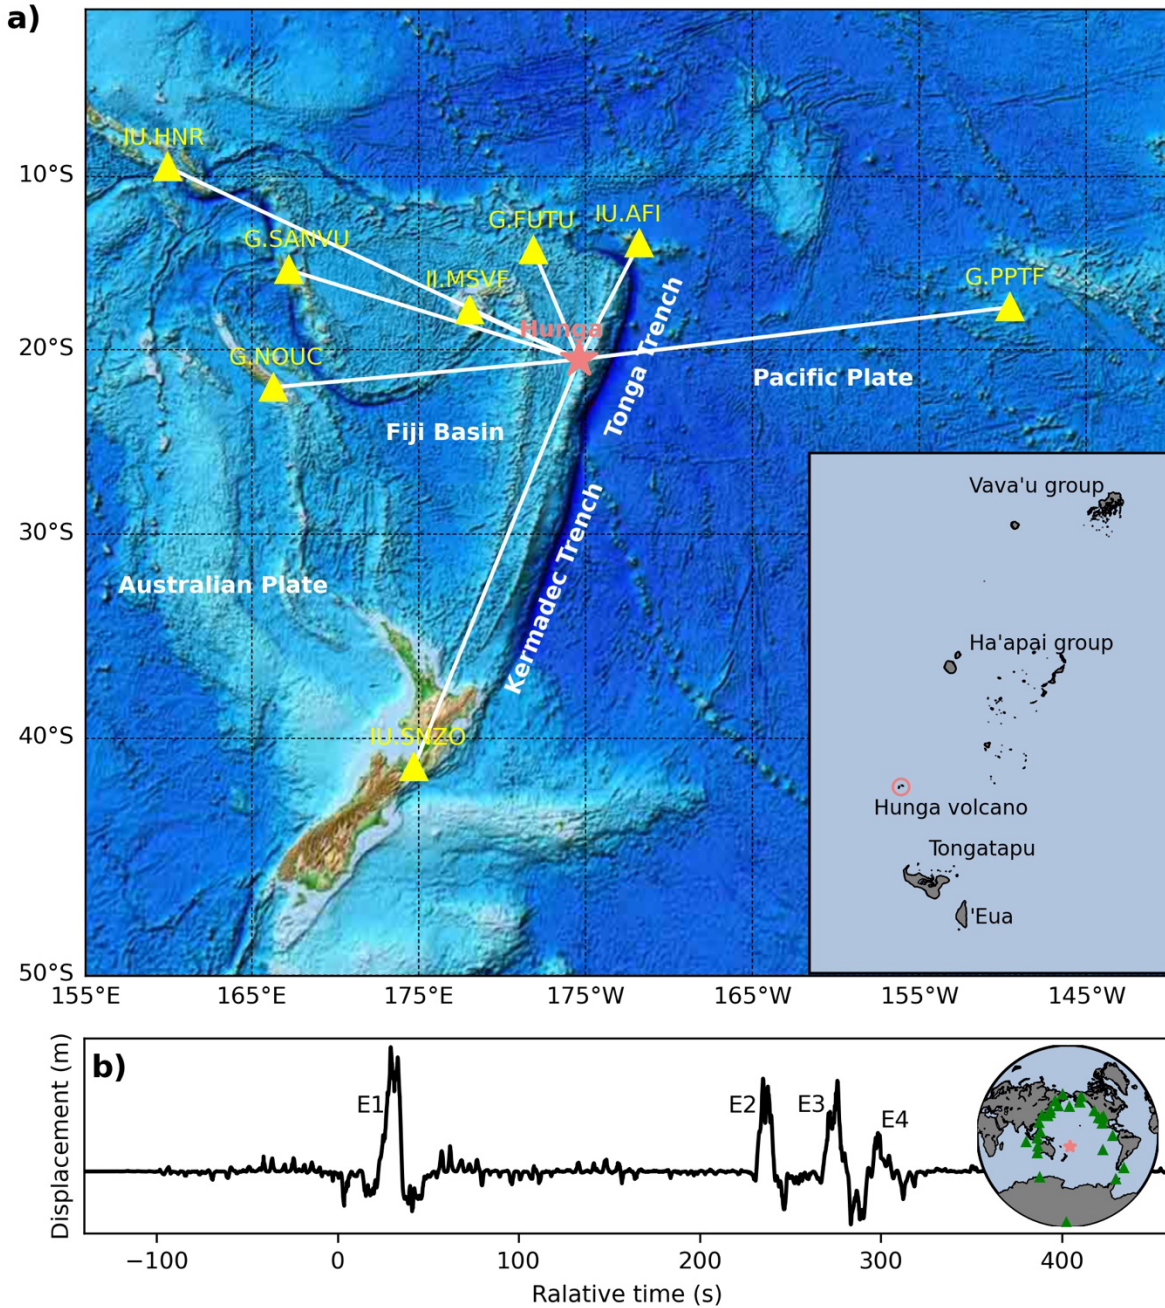 a)
IU.HNR
10°S
G.SANVU
G.FUTU
IU.AFI
II.MSVF
G.PPTF
Hunga
20°S
G.NOUC
Tonga Trench
Pacific Plate
Fiji Basin
Vava'u group
30°S
Kermadec Trench
Australian Plate
Ha'apai group
40°S
IU.SNZO
Hunga volcano
Tongatapu
'Eua
50°S
155°E 165°E 175°E 175°W 165°W 155°W 145°W
b)
Displacement (m)
E1
E2
E3
E4
−100 0 100 200 300 400
Ralative time (s)